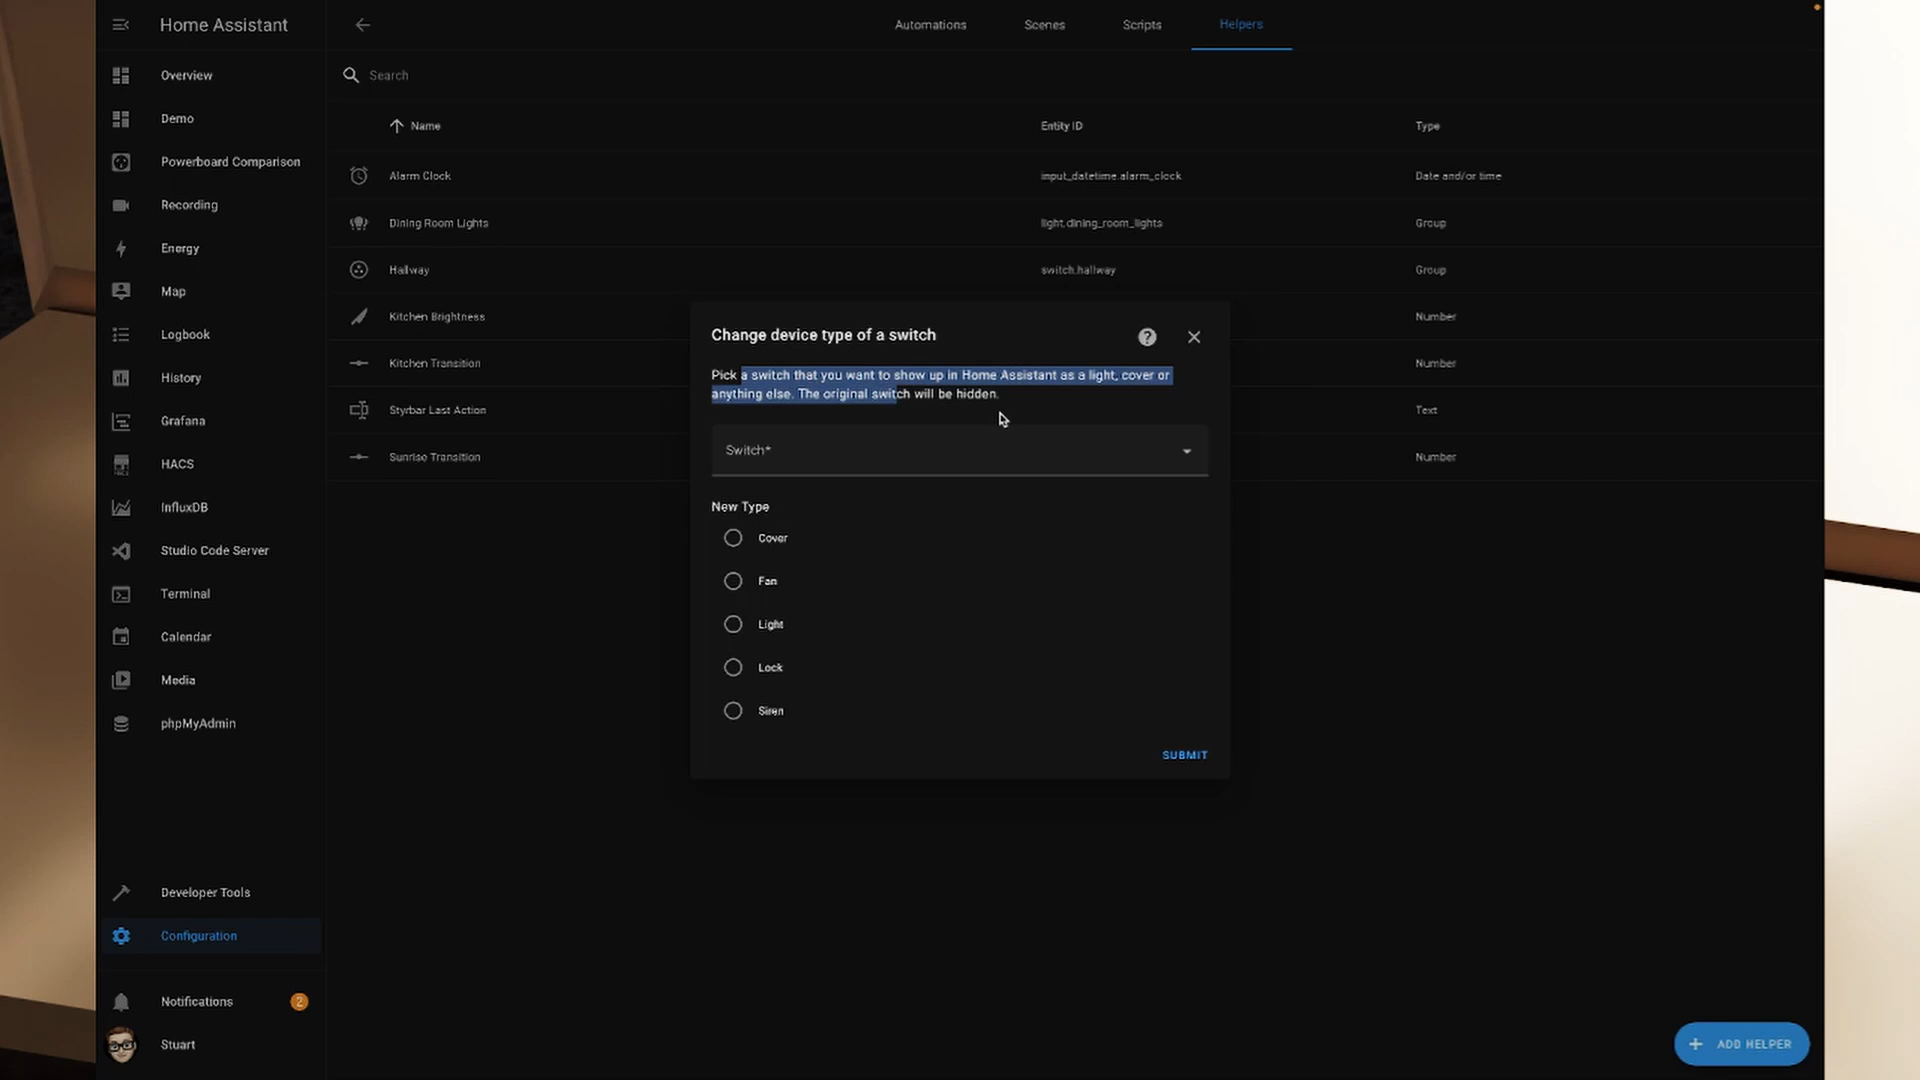 Home Assistant
Automations
Scenes
Scripts
Helpers
Overview
Demo
Powerboard Comparison
Recording
Energy
Map
Logbook
History
Grafana
HACS
InfluxDB
Studio Code Server
Terminal
Calendar
Media
phpMyAdmin
Developer Tools
Configuration
Notifications 2
Stuart
Search
Name Entity ID Type
Alarm Clock input_datetime.alarm_clock Date and/or time
Dining Room Lights light.dining_room_lights Group
Hallway switch.hallway Group
Kitchen Brightness Number
Kitchen Transition Number
Styrbar Last Action Text
Sunrise Transition Number
Change device type of a switch
Pick a switch that you want to show up in Home Assistant as a light, cover or
anything else. The original switch will be hidden.
Switch*
New Type
Cover
Fan
Light
Lock
Siren
SUBMIT
ADD HELPER